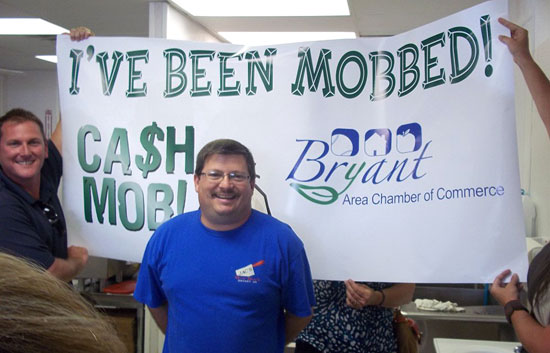 I'VE BEEN MOBBED!
CA$H
MOB!
Bryant
Area Chamber of Commerce